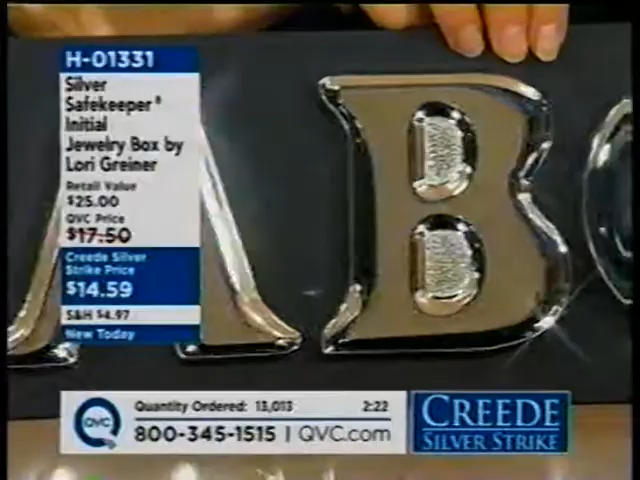 H-01331
Silver
Safekeeper®
Initial
Jewelry Box by
Lori Greiner
Retail Value
$25.00
QVC Price
$17.50
Creede Silver
Strike Price
$14.59
S&H $4.97
New Today
A B
QVC
Quantity Ordered: 13,013 2:22
800-345-1515 | QVC.com
CREEDE
SILVER STRIKE